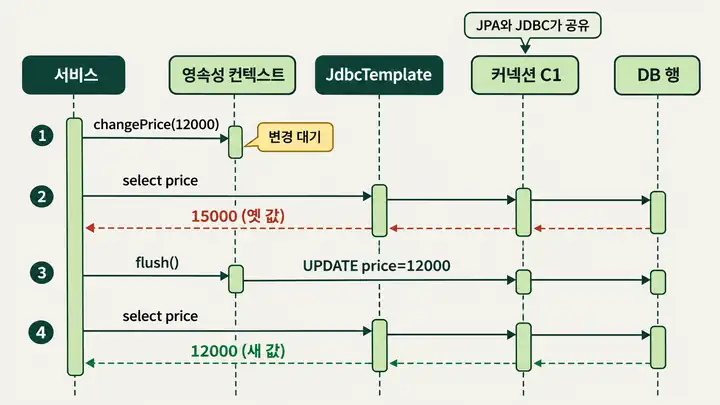 JPA와 JDBC가 공유
서비스
영속성 컨텍스트
JdbcTemplate
커넥션 C1
DB 행
1
changePrice(12000)
변경 대기
2
select price
15000 (옛 값)
3
flush()
UPDATE price=12000
4
select price
12000 (새 값)